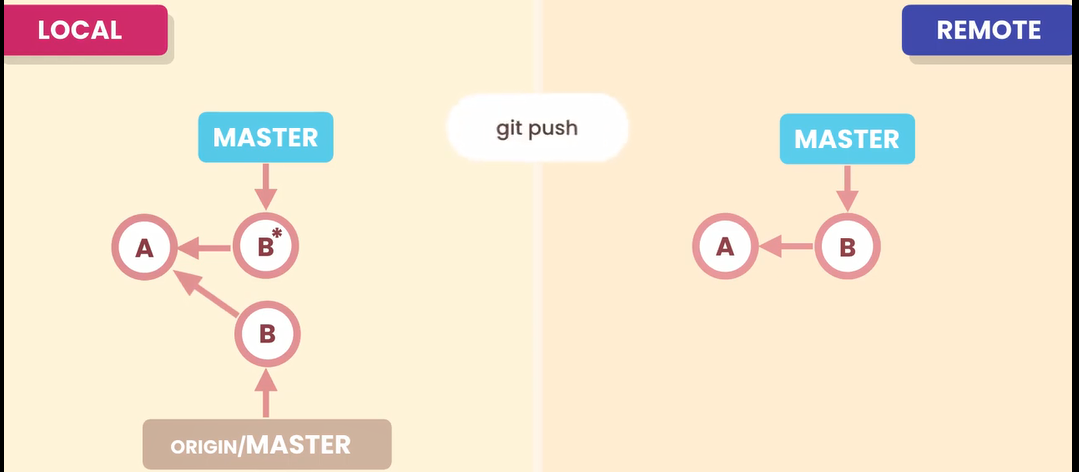 LOCAL
REMOTE
git push
MASTER
MASTER
A
B*
A
B
B
ORIGIN/MASTER